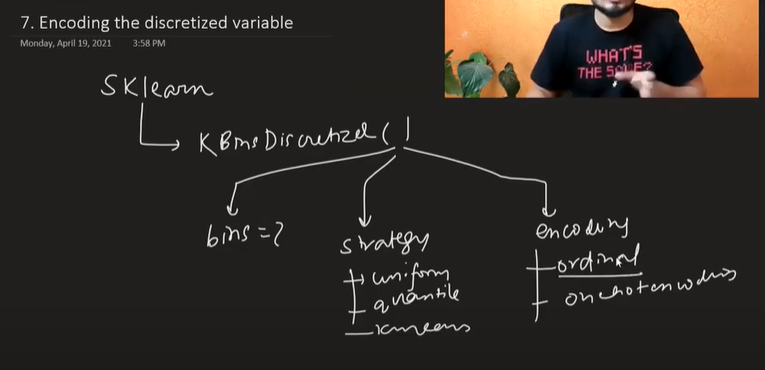 7. Encoding the discretized variable
Monday, April 19, 2021 3:58 PM
WHAT'S
THE
SKlearn
KBinsDiscretizer()
bins=?
strategy
uniform
quantile
kmeans
encoding
ordinal
onehotencoding